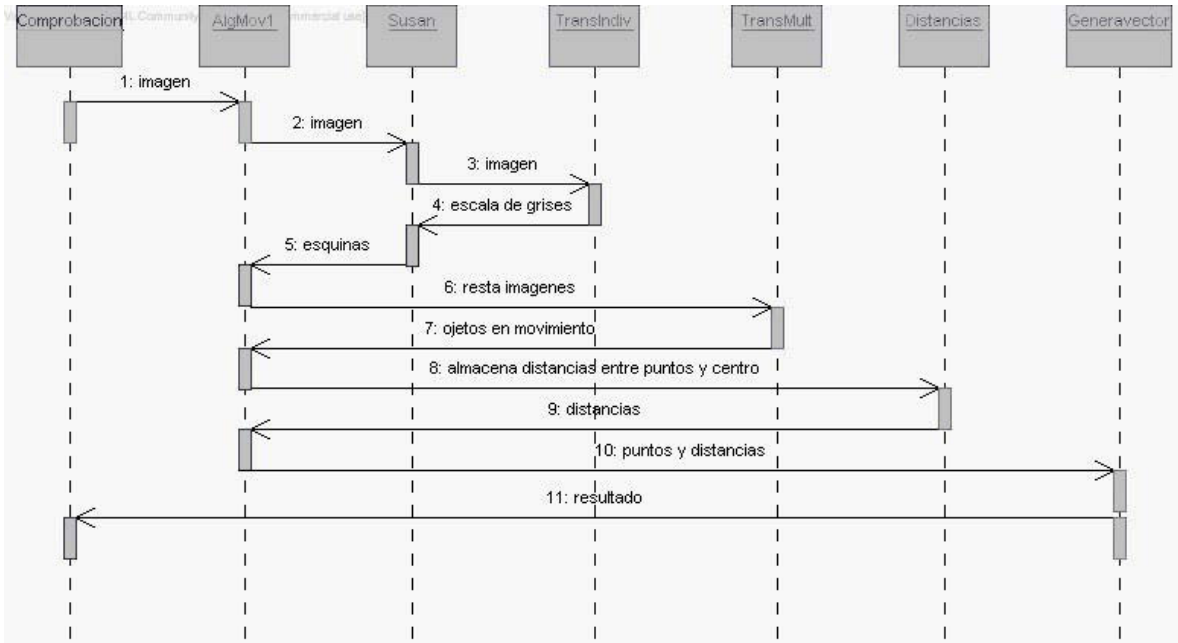 Comprobacion AlgMov1 Susan TransIndiv TransMult Distancias Generavector
1: imagen
2: imagen
3: imagen
4: escala de grises
5: esquinas
6: resta imagenes
7: ojetos en movimiento
8: almacena distancias entre puntos y centro
9: distancias
10: puntos y distancias
11: resultado